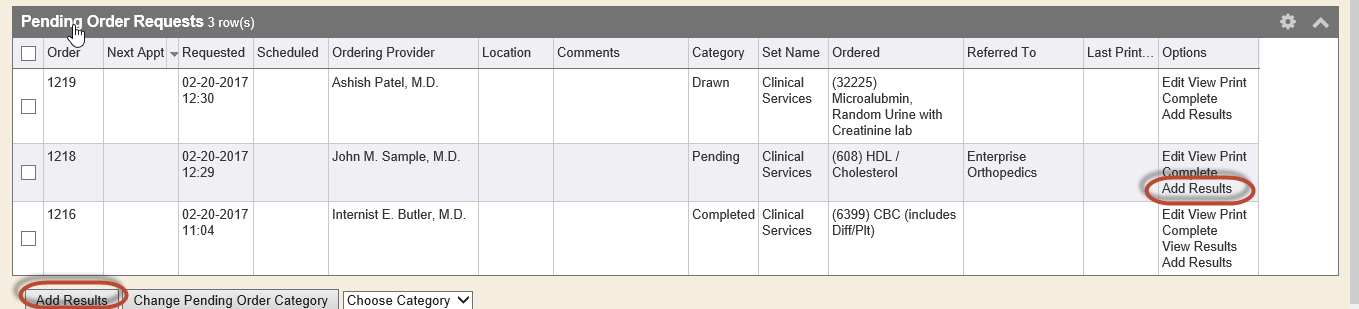 Pending Order Requests 3 row(s)
Order Next Appt Requested Scheduled Ordering Provider Location Comments Category Set Name Ordered Referred To Last Print... Options
1219 02-20-2017 Ashish Patel, M.D. Drawn Clinical (32225) Edit View Print
12:30 Services Microalubmin, Complete
Random Urine with Add Results
Creatinine lab
1218 02-20-2017 John M. Sample, M.D. Pending Clinical (608) HDL / Enterprise Edit View Print
12:29 Services Cholesterol Orthopedics Complete
Add Results
1216 02-20-2017 Internist E. Butler, M.D. Completed Clinical (6399) CBC (includes Edit View Print
11:04 Services Diff/Plt) Complete
View Results
Add Results
Add Results Change Pending Order Category Choose Category